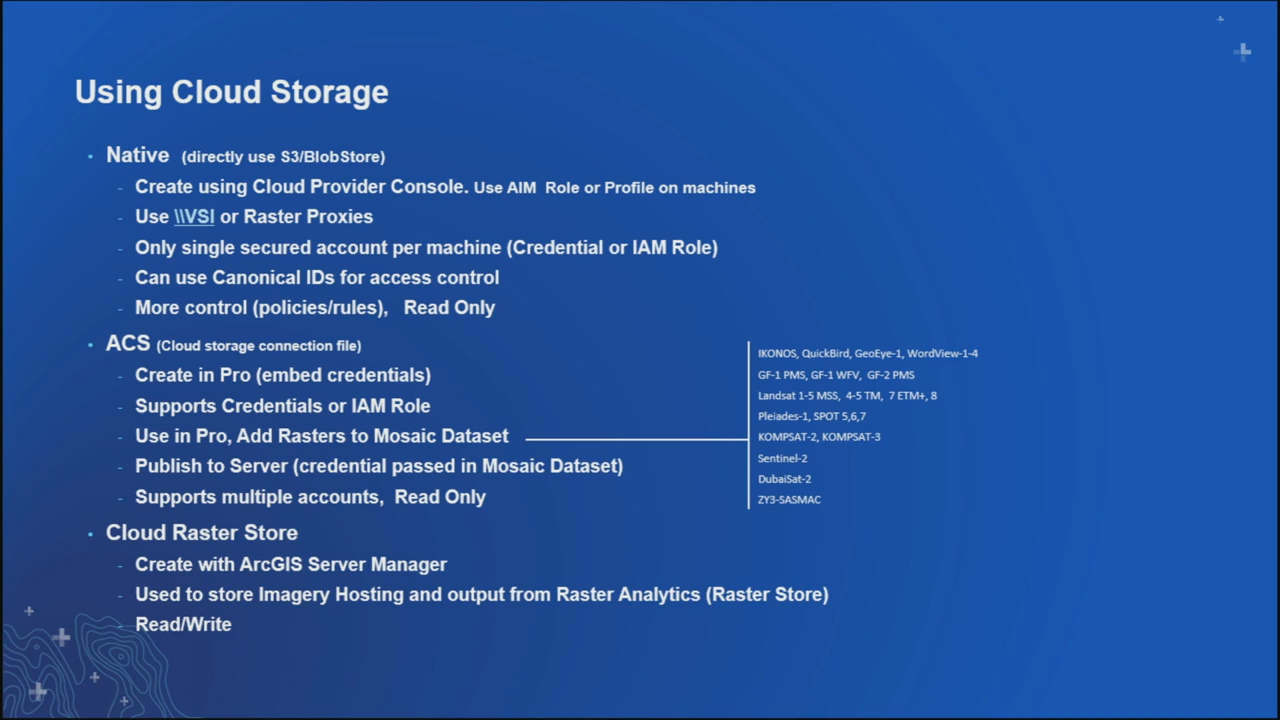 Using Cloud Storage
• Native (directly use S3/BlobStore)
- Create using Cloud Provider Console. Use AIM Role or Profile on machines
- Use \\VSI or Raster Proxies
- Only single secured account per machine (Credential or IAM Role)
- Can use Canonical IDs for access control
- More control (policies/rules), Read Only
• ACS (Cloud storage connection file)
- Create in Pro (embed credentials)
- Supports Credentials or IAM Role
- Use in Pro, Add Rasters to Mosaic Dataset
- Publish to Server (credential passed in Mosaic Dataset)
- Supports multiple accounts, Read Only
IKONOS, QuickBird, GeoEye-1, WordView-1-4
GF-1 PMS, GF-1 WFV, GF-2 PMS
Landsat 1-5 MSS, 4-5 TM, 7 ETM+, 8
Pleiades-1, SPOT 5,6,7
KOMPSAT-2, KOMPSAT-3
Sentinel-2
DubaiSat-2
ZY3-SASMAC
• Cloud Raster Store
- Create with ArcGIS Server Manager
- Used to store Imagery Hosting and output from Raster Analytics (Raster Store)
- Read/Write